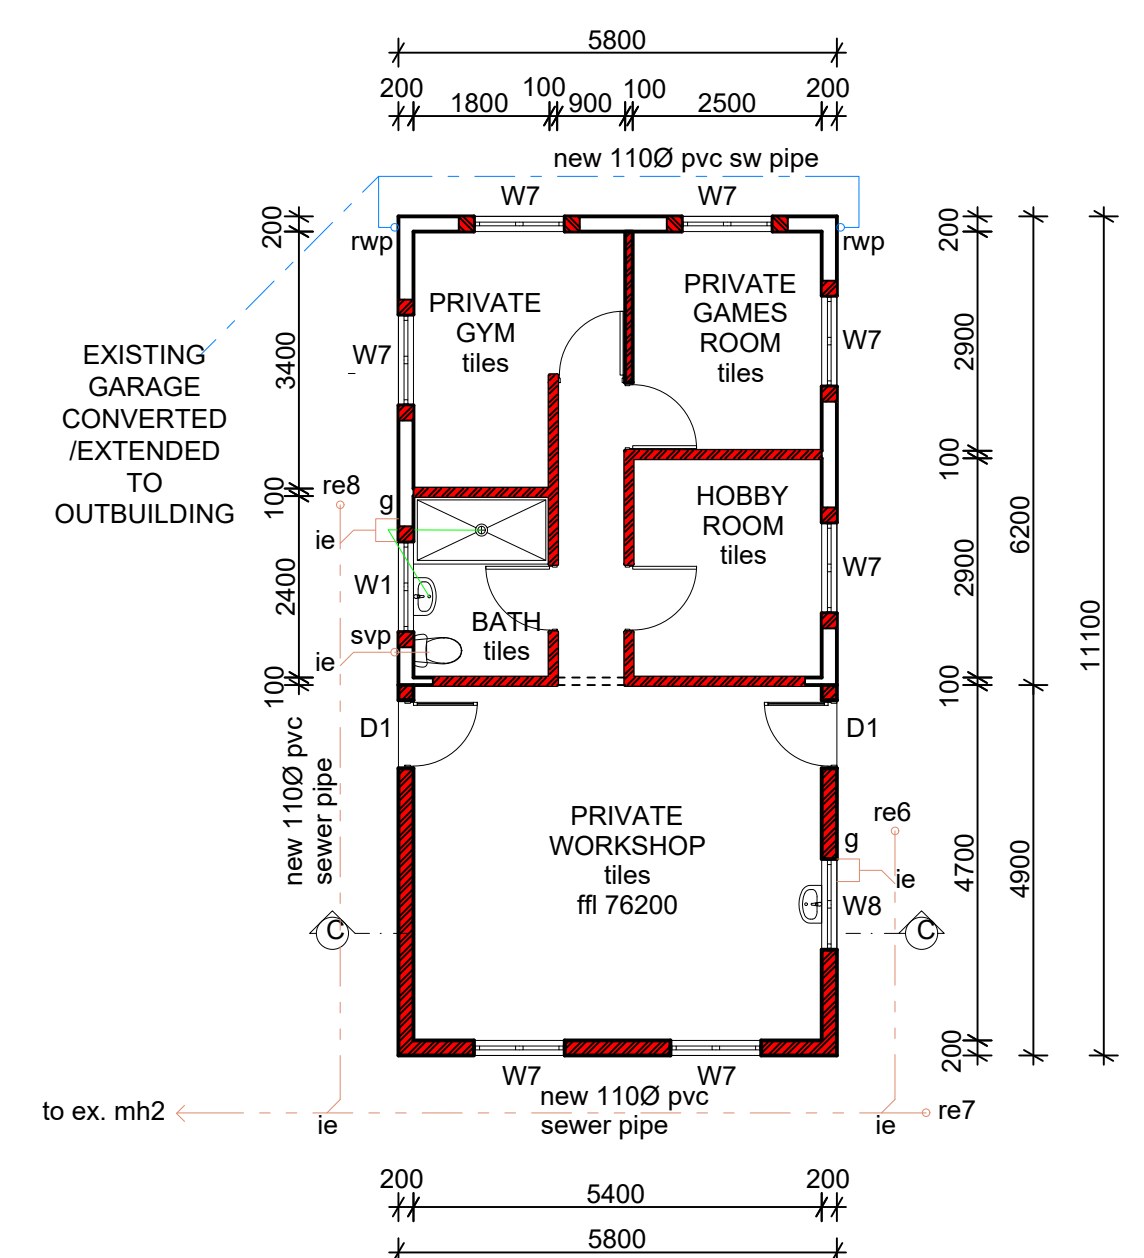 5800
200
1800
100
900
100
2500
200
new 110Ø pvc sw pipe
W7
W7
rwp
rwp
200
200
PRIVATE
GYM
tiles
PRIVATE
GAMES
ROOM
tiles
W7
W7
3400
2900
EXISTING
GARAGE
CONVERTED
/EXTENDED
TO
OUTBUILDING
100
re8
g
ie
100
HOBBY
ROOM
tiles
6200
11100
2400
W1
W7
2900
svp
ie
BATH
tiles
100
100
D1
D1
new 110Ø pvc
sewer pipe
PRIVATE
WORKSHOP
tiles
ffl 76200
re6
g
ie
W8
4700
4900
C
C
200
W7
W7
new 110Ø pvc
sewer pipe
to ex. mh2
ie
ie
re7
200
5400
200
5800